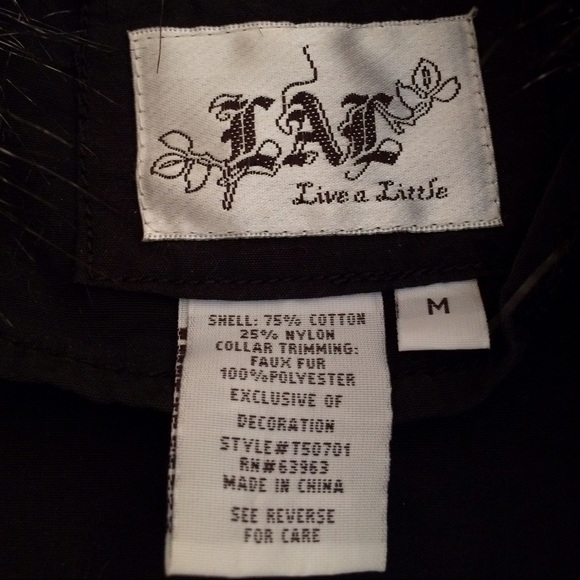 LAL
Live a Little
M
SHELL: 75% COTTON
25% NYLON
COLLAR TRIMMING:
FAUX FUR
100%POLYESTER
EXCLUSIVE OF
DECORATION
STYLE#T50701
RN#63963
MADE IN CHINA
SEE REVERSE
FOR CARE